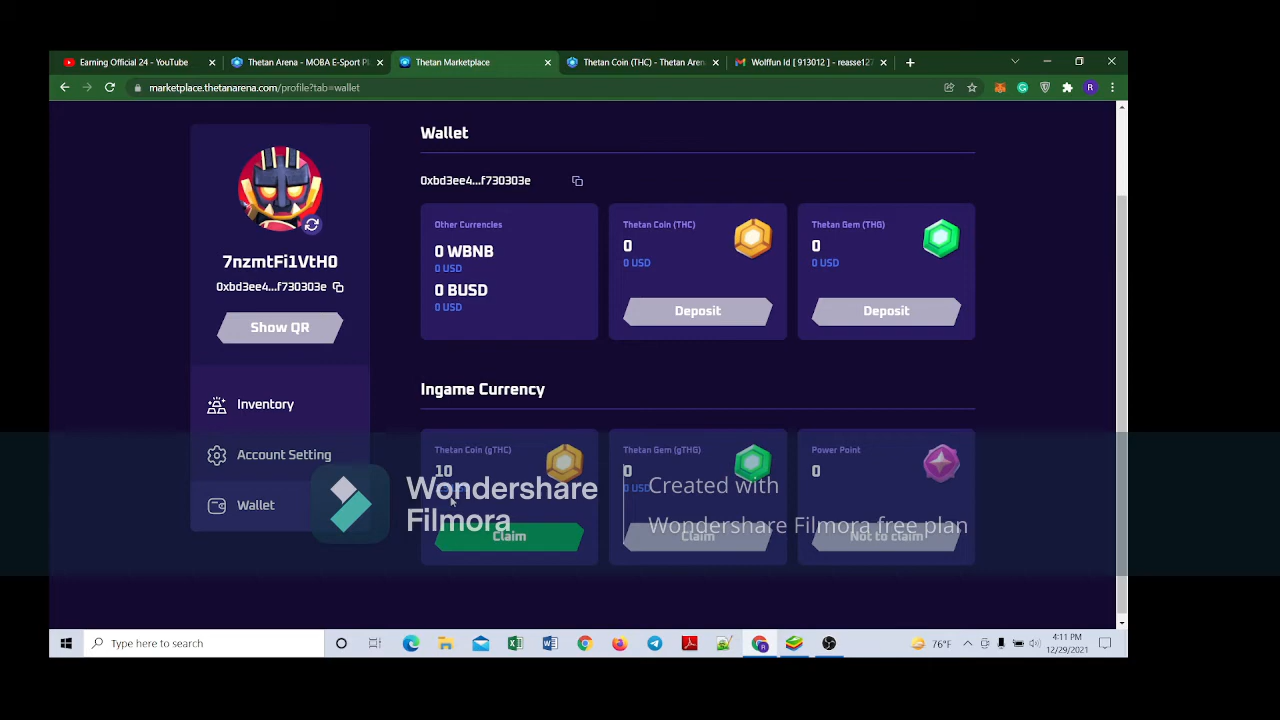 Earning Official 24 - YouTube
Thetan Arena - MOBA E-Sport Pl
Thetan Marketplace
Thetan Coin (THC) - Thetan Aren
Wolffun Id [ 913012 ] - reasse127
marketplace.thetanarena.com/profile?tab=wallet
R
7nzmtFi1VtH0
0xbd3ee4...f730303e
Show QR
Inventory
Account Setting
Wallet
Wallet
0xbd3ee4...f730303e
Other Currencies
0 WBNB
0 USD
0 BUSD
0 USD
Thetan Coin (THC)
0
0 USD
Deposit
Thetan Gem (THG)
0
0 USD
Deposit
Ingame Currency
Thetan Coin (gTHC)
10
Claim
Thetan Gem (gTHG)
0
0 USD
Claim
Power Point
0
Not to claim
Wondershare
Filmora
Created with
Wondershare Filmora free plan
Type here to search
76°F
4:11 PM
12/29/2021